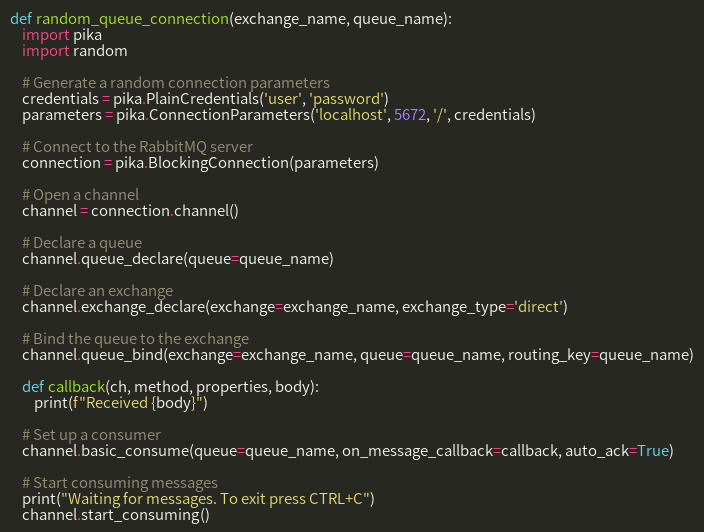 def random_queue_connection(exchange_name, queue_name):
    import pika
    import random

    # Generate a random connection parameters
    credentials = pika.PlainCredentials('user', 'password')
    parameters = pika.ConnectionParameters('localhost', 5672, '/', credentials)

    # Connect to the RabbitMQ server
    connection = pika.BlockingConnection(parameters)

    # Open a channel
    channel = connection.channel()

    # Declare a queue
    channel.queue_declare(queue=queue_name)

    # Declare an exchange
    channel.exchange_declare(exchange=exchange_name, exchange_type='direct')

    # Bind the queue to the exchange
    channel.queue_bind(exchange=exchange_name, queue=queue_name, routing_key=queue_name)

    def callback(ch, method, properties, body):
        print(f"Received {body}")

    # Set up a consumer
    channel.basic_consume(queue=queue_name, on_message_callback=callback, auto_ack=True)

    # Start consuming messages
    print("Waiting for messages. To exit press CTRL+C")
    channel.start_consuming()